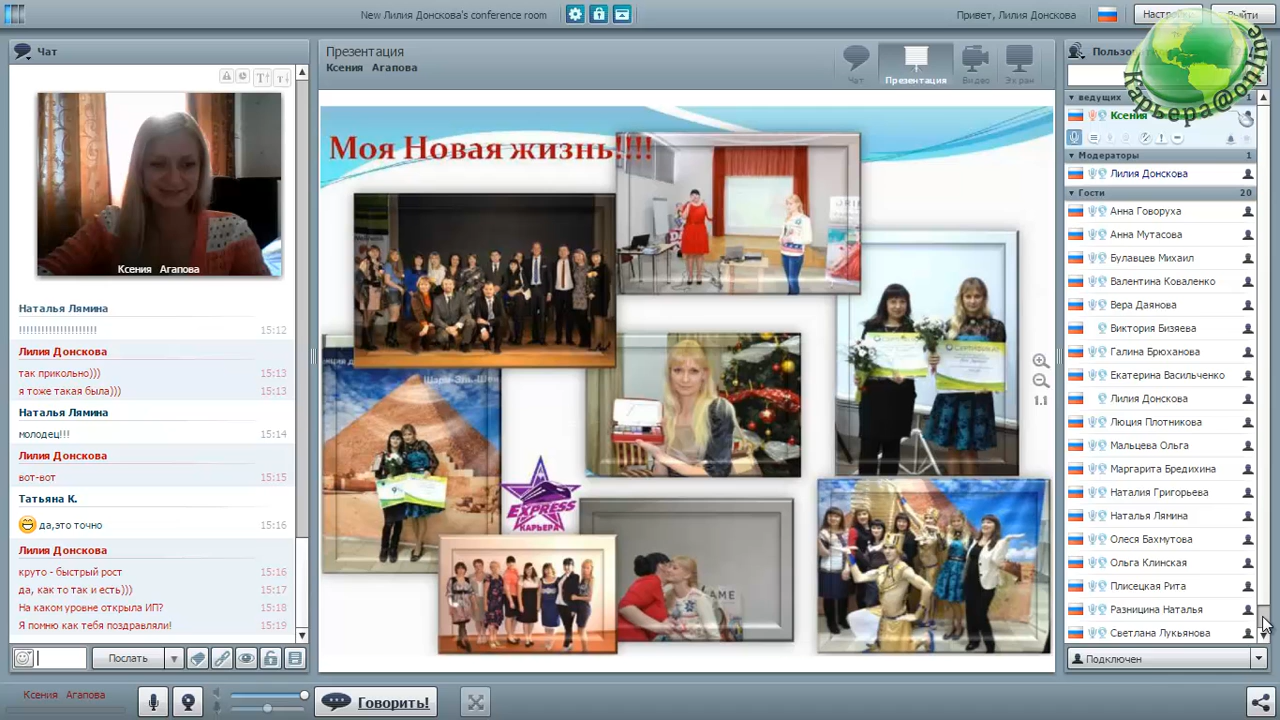 New Лилия Донскова's conference room
Привет, Лилия Донскова
Настройки
Выйти
Чат
Ксения Агапова
Наталья Лямина
!!!!!!!!!!!!!!!!!!!!! 15:12
Лилия Донскова
так прикольно))) 15:13
я тоже такая была))) 15:13
Наталья Лямина
молодец!!! 15:14
Лилия Донскова
вот-вот 15:15
Татьяна К.
да,это точно 15:16
Лилия Донскова
круто - быстрый рост 15:16
да, как то так и есть))) 15:17
На каком уровне открыла ИП? 15:18
Я помню как тебя поздравляли! 15:19
Послать
Ксения Агапова
Говорить!
Презентация
Ксения Агапова
Чат
Презентация
Видео
Экран
Моя Новая жизнь!!!!
EXPRESS
КАРЬЕРА
1:1
карьера@online
ведущих 1
Ксения
Модераторы 1
Лилия Донскова
Гости 20
Анна Говоруха
Анна Мутасова
Булавцев Михаил
Валентина Коваленко
Вера Даянова
Виктория Бизяева
Галина Брюханова
Екатерина Васильченко
Лилия Донскова
Люция Плотникова
Мальцева Ольга
Маргарита Бредихина
Наталия Григорьева
Наталья Лямина
Олеся Бахмутова
Ольга Клинская
Плисецкая Рита
Разницина Наталья
Светлана Лукьянова
Подключен